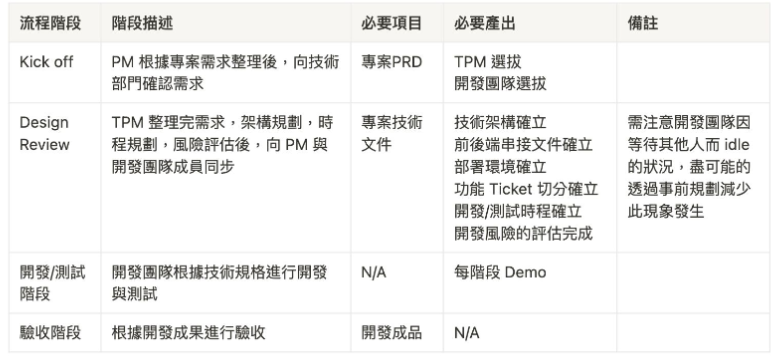 流程階段 階段描述 必要項目 必要產出 備註
Kick off PM 根據專案需求整理後，向技術 專案PRD TPM 選拔
部門確認需求 開發團隊選拔
Design TPM 整理完需求，架構規劃，時 專案技術 技術架構確立 需注意開發團隊因
Review 程規劃，風險評估後，向 PM 與 文件 前後端串接文件確立 等待其他人而 idle
開發團隊成員同步 部署環境確立 的狀況，盡可能的
功能 Ticket 切分確立 透過事前規劃減少
開發/測試時程確立 此現象發生
開發風險的評估完成
開發/測試 開發團隊根據技術規格進行開發 N/A 每階段 Demo
階段 與測試
驗收階段 根據開發成果進行驗收 開發成品 N/A